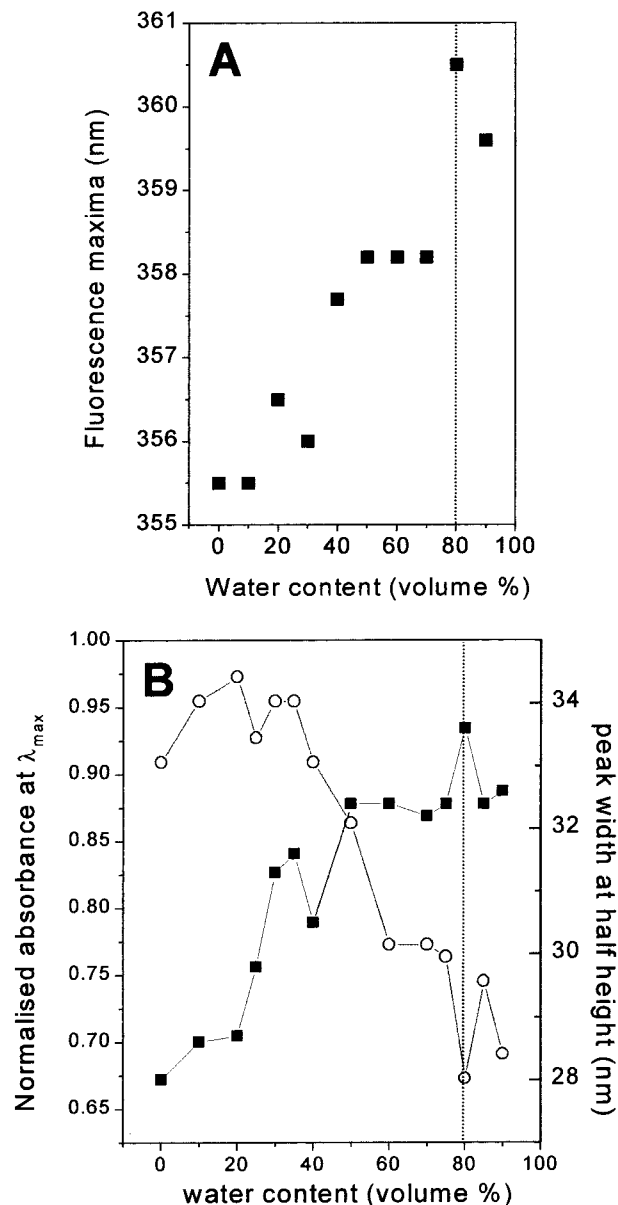 A
Fluorescence maxima (nm)
361
360
359
358
357
356
355
0 20 40 60 80 100
Water content (volume %)
B
Normalised absorbance at λmax
1.00
0.95
0.90
0.85
0.80
0.75
0.70
0.65
34
32
30
28
peak width at half height (nm)
0 20 40 60 80 100
water content (volume %)